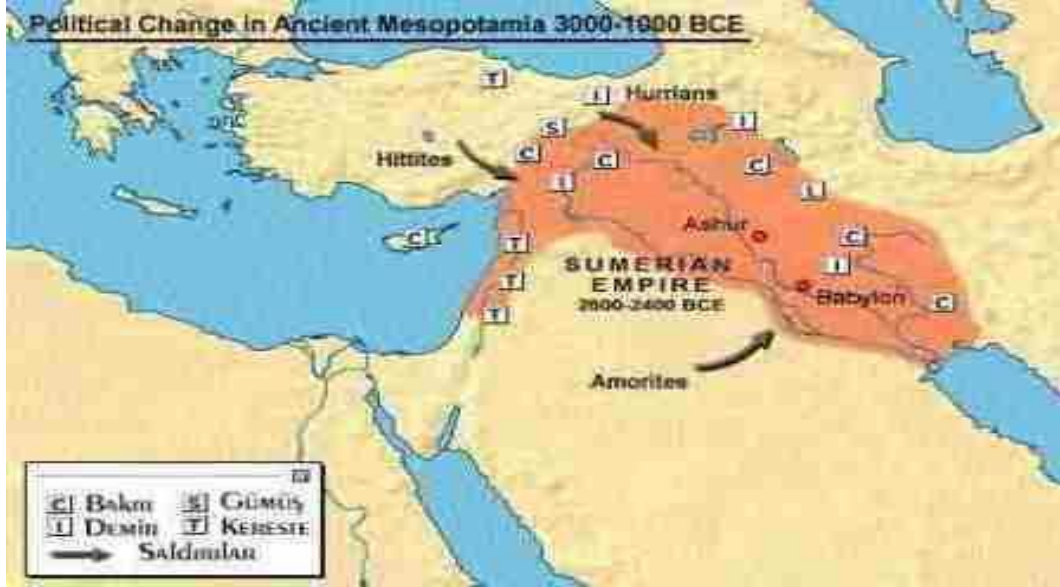 Political Change in Ancient Mesopotamia 3000-1000 BCE
T
I Hurrians
S
I
Hittites
C
C
C
I
L
Ashur
C
C
T
SUMERIAN
EMPIRE
2600-2400 BCE
I
T
Babylon
C
T
Amorites
C Bakır S Gümüş
I Demir T Kereste
Saldırılar